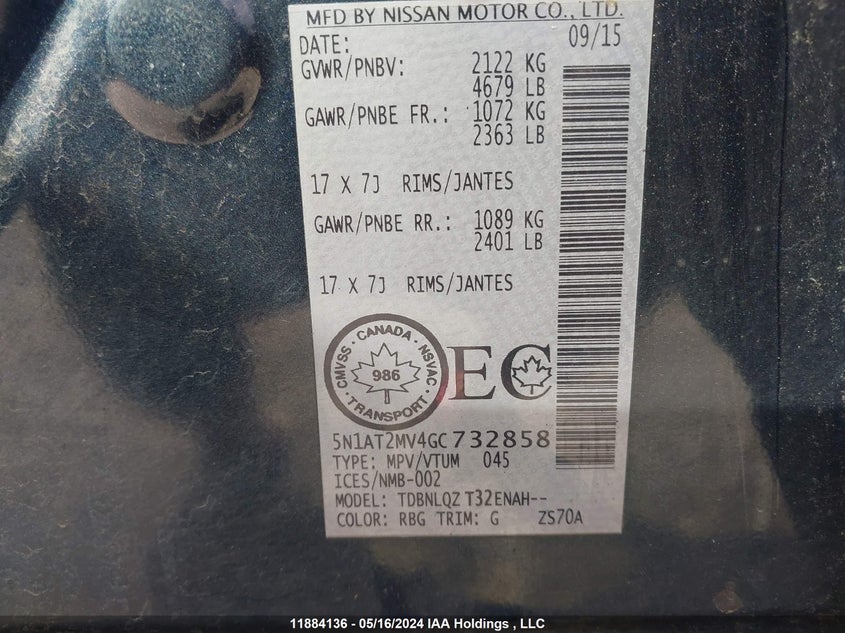 MFD BY NISSAN MOTOR CO., LTD.
DATE: 09/15
GVWR/PNBV: 2122 KG
4679 LB
GAWR/PNBE FR.: 1072 KG
2363 LB
17 X 7J RIMS/JANTES
GAWR/PNBE RR.: 1089 KG
2401 LB
17 X 7J RIMS/JANTES
CMVSS · CANADA · NSVAC · TRANSPORT ·
986
EC
5N1AT2MV4GC732858
TYPE: MPV/VTUM 045
ICES/NMB-002
MODEL: TDBNLQZ T32ENAH--
COLOR: RBG TRIM: G ZS70A
11884136 - 05/16/2024 IAA Holdings , LLC